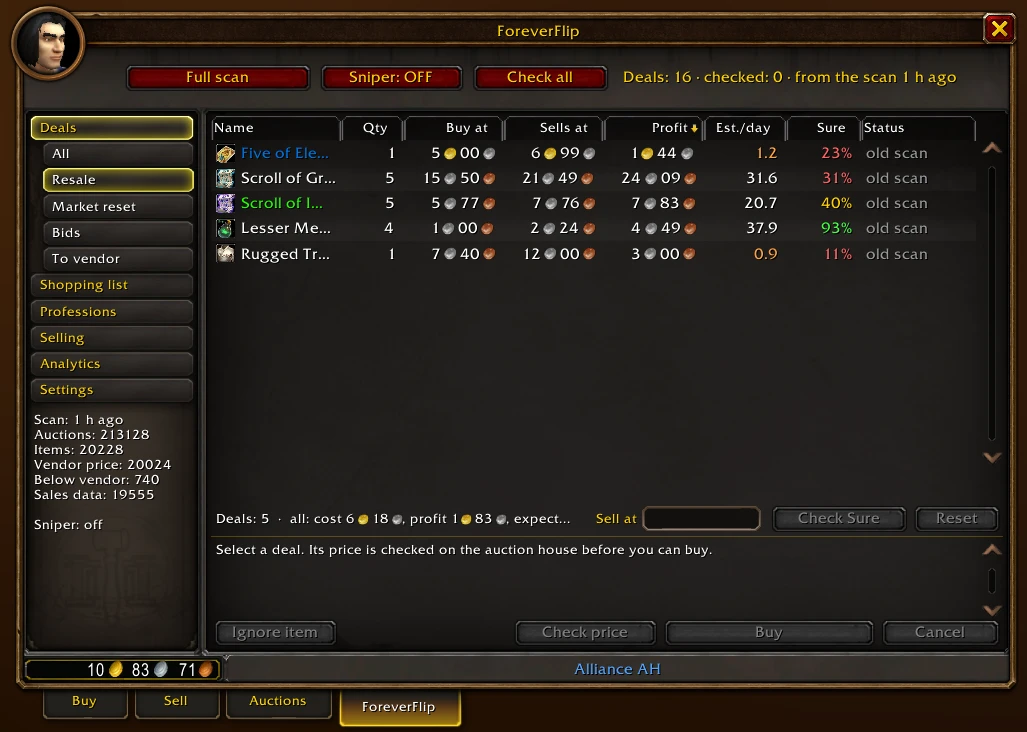 ForeverFlip
Full scan
Sniper: OFF
Check all
Deals: 16 · checked: 0 · from the scan 1 h ago
Deals
All
Resale
Market reset
Bids
To vendor
Shopping list
Professions
Selling
Analytics
Settings
Scan: 1 h ago
Auctions: 213128
Items: 20228
Vendor price: 20024
Below vendor: 740
Sales data: 19555
Sniper: off
Name Qty Buy at Sells at Profit Est./day Sure Status
Five of Ele... 1 5 00 6 99 1 44 1.2 23% old scan
Scroll of Gr... 5 15 50 21 49 24 09 31.6 31% old scan
Scroll of I... 5 5 77 7 76 7 83 20.7 40% old scan
Lesser Me... 4 1 00 2 24 4 49 37.9 93% old scan
Rugged Tr... 1 7 40 12 00 3 00 0.9 11% old scan
Deals: 5 · all: cost 6 18, profit 1 83, expect...
Sell at
Check Sure
Reset
Select a deal. Its price is checked on the auction house before you can buy.
Ignore item
Check price
Buy
Cancel
10 83 71
Alliance AH
Buy
Sell
Auctions
ForeverFlip